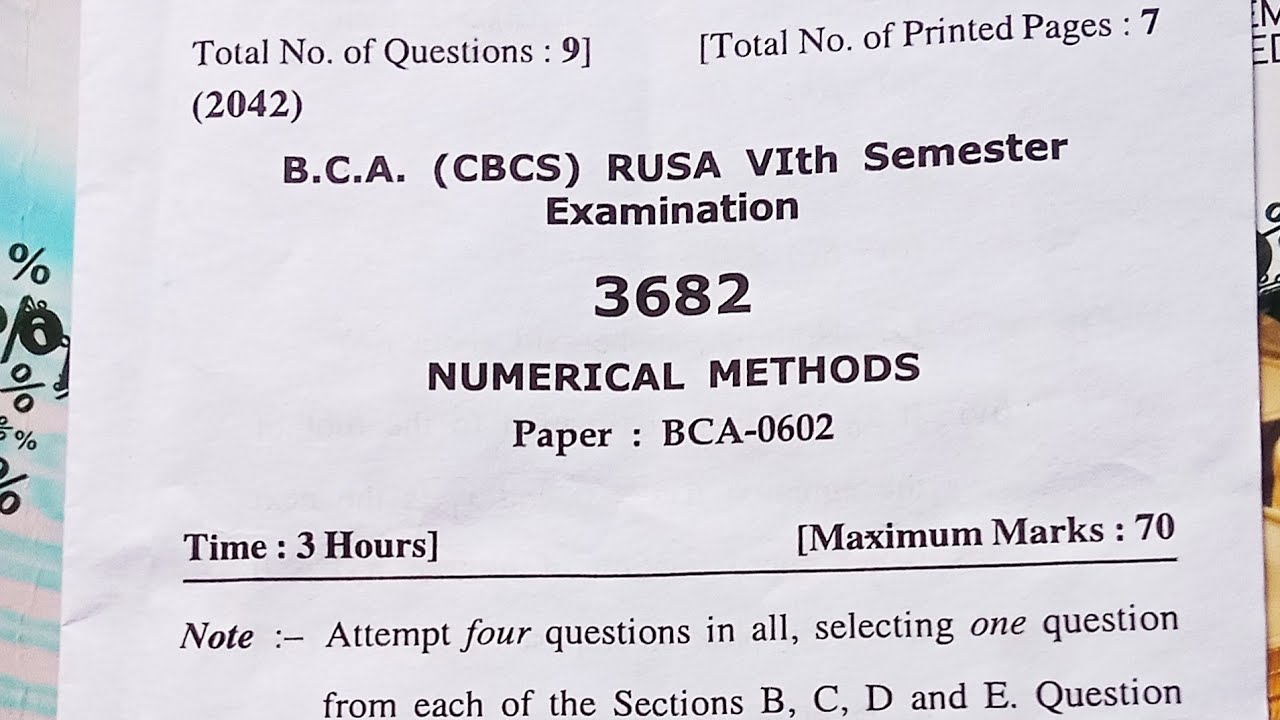 Total No. of Questions : 9] [Total No. of Printed Pages : 7
(2042)
B.C.A. (CBCS) RUSA VIth Semester
Examination
3682
NUMERICAL METHODS
Paper : BCA-0602
Time : 3 Hours] [Maximum Marks : 70
Note :– Attempt four questions in all, selecting one question
from each of the Sections B, C, D and E. Question
%
%
%
%
%